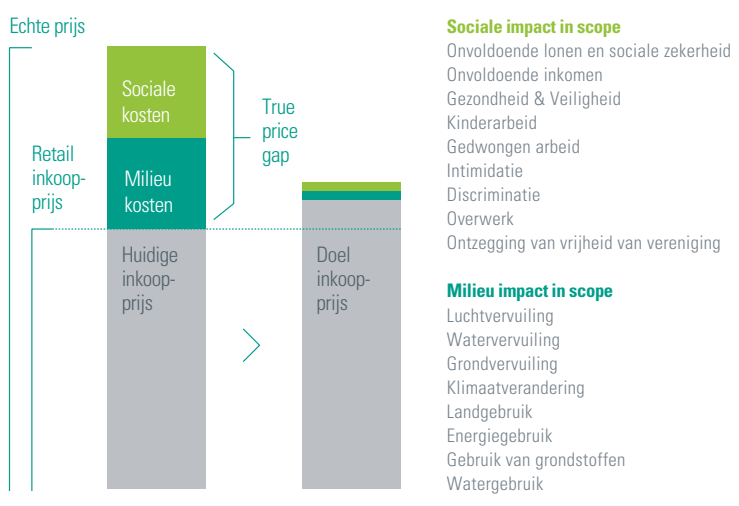 Echte prijs
Sociale
kosten
Milieu
kosten
True
price
gap
Retail
inkoop-
prijs
Huidige
inkoop-
prijs
Doel
inkoop-
prijs
Sociale impact in scope
Onvoldoende lonen en sociale zekerheid
Onvoldoende inkomen
Gezondheid & Veiligheid
Kinderarbeid
Gedwongen arbeid
Intimidatie
Discriminatie
Overwerk
Ontzegging van vrijheid van vereniging
Milieu impact in scope
Luchtvervuiling
Watervervuiling
Grondvervuiling
Klimaatverandering
Landgebruik
Energiegebruik
Gebruik van grondstoffen
Watergebruik